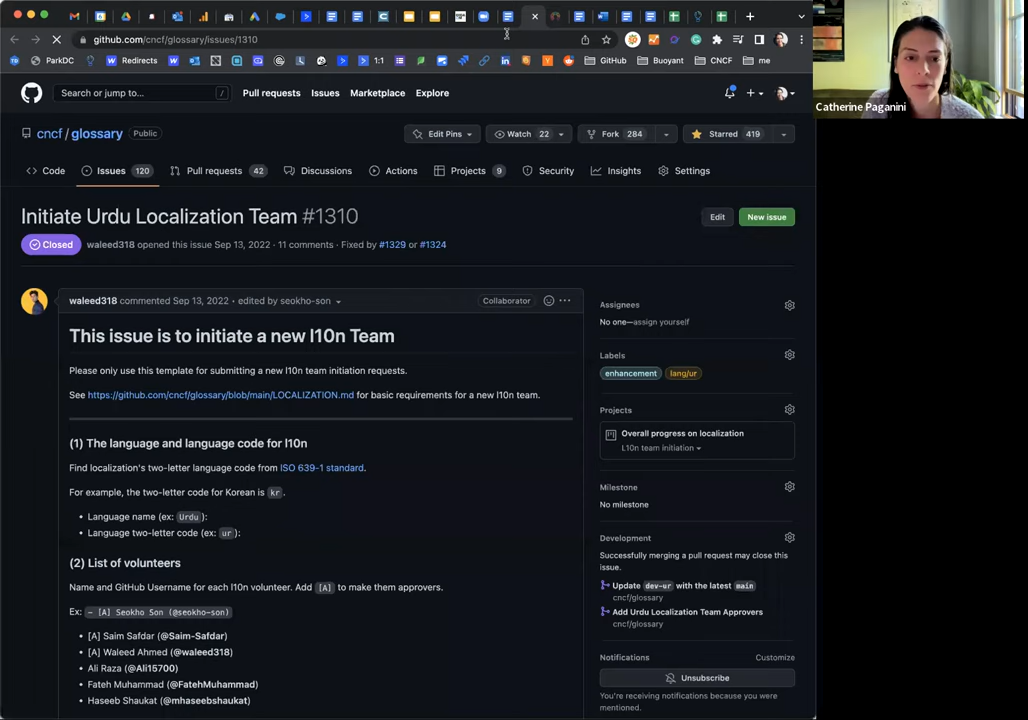 ParkDC
Redirects
1:1
GitHub
Buoyant
CNCF
me
github.com/cncf/glossary/issues/1310
Catherine Paganini
Search or jump to...
/
Pull requests
Issues
Marketplace
Explore
cncf / glossary
Public
Edit Pins
Watch 22
Fork 284
Starred 419
Code
Issues 120
Pull requests 42
Discussions
Actions
Projects 9
Security
Insights
Settings
Initiate Urdu Localization Team #1310
Edit
New issue
Closed
waleed318 opened this issue Sep 13, 2022 · 11 comments · Fixed by #1329 or #1324
waleed318 commented Sep 13, 2022 • edited by seokho-son
Collaborator
This issue is to initiate a new l10n Team
Please only use this template for submitting a new l10n team initiation requests.
See https://github.com/cncf/glossary/blob/main/LOCALIZATION.md for basic requirements for a new l10n team.
(1) The language and language code for l10n
Find localization's two-letter language code from ISO 639-1 standard.
For example, the two-letter code for Korean is kr.
• Language name (ex: Urdu):
• Language two-letter code (ex: ur):
(2) List of volunteers
Name and GitHub Username for each l10n volunteer. Add [A] to make them approvers.
Ex: - [A] Seokho Son (@seokho-son)
• [A] Saim Safdar (@Saim-Safdar)
• [A] Waleed Ahmed (@waleed318)
• Ali Raza (@Ali15700)
• Fateh Muhammad (@FatehMuhammad)
• Haseeb Shaukat (@mhaseebshaukat)
Assignees
No one—assign yourself
Labels
enhancement
lang/ur
Projects
Overall progress on localization
L10n team initiation
Milestone
No milestone
Development
Successfully merging a pull request may close this
issue.
Update dev-ur with the latest main
cncf/glossary
Add Urdu Localization Team Approvers
cncf/glossary
Notifications
Customize
Unsubscribe
You're receiving notifications because you were
mentioned.